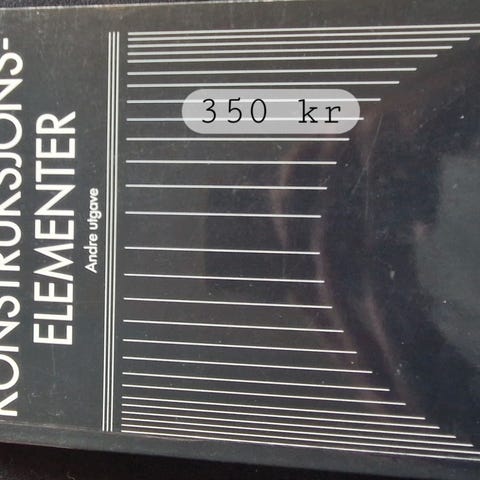 KONSTRUKSJONS-
ELEMENTER
Andre utgave
350 kr